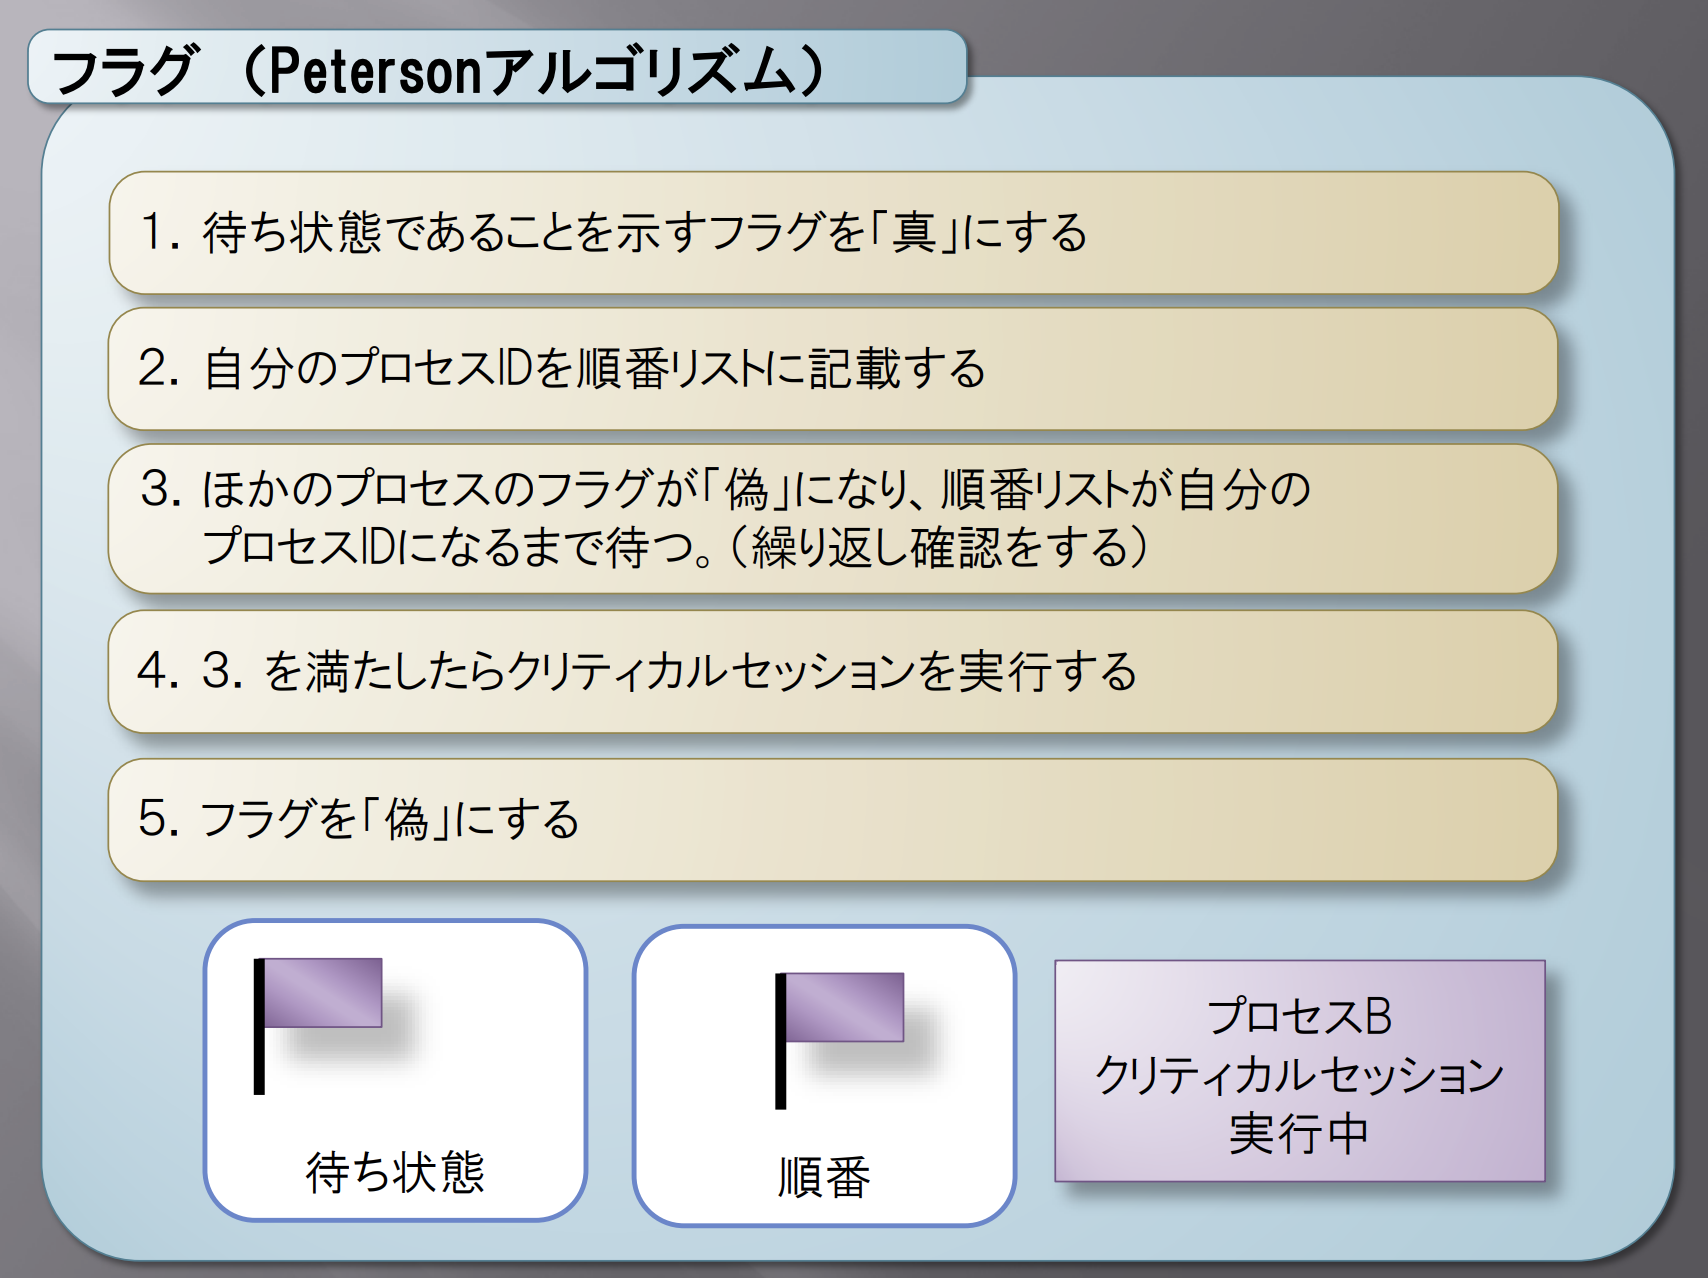 フラグ （Petersonアルゴリズム）
1. 待ち状態であることを示すフラグを「真」にする
2. 自分のプロセスIDを順番リストに記載する
3. ほかのプロセスのフラグが「偽」になり、順番リストが自分の
プロセスIDになるまで待つ。（繰り返し確認をする）
4. 3. を満たしたらクリティカルセッションを実行する
5. フラグを「偽」にする
待ち状態
順番
プロセスB
クリティカルセッション
実行中